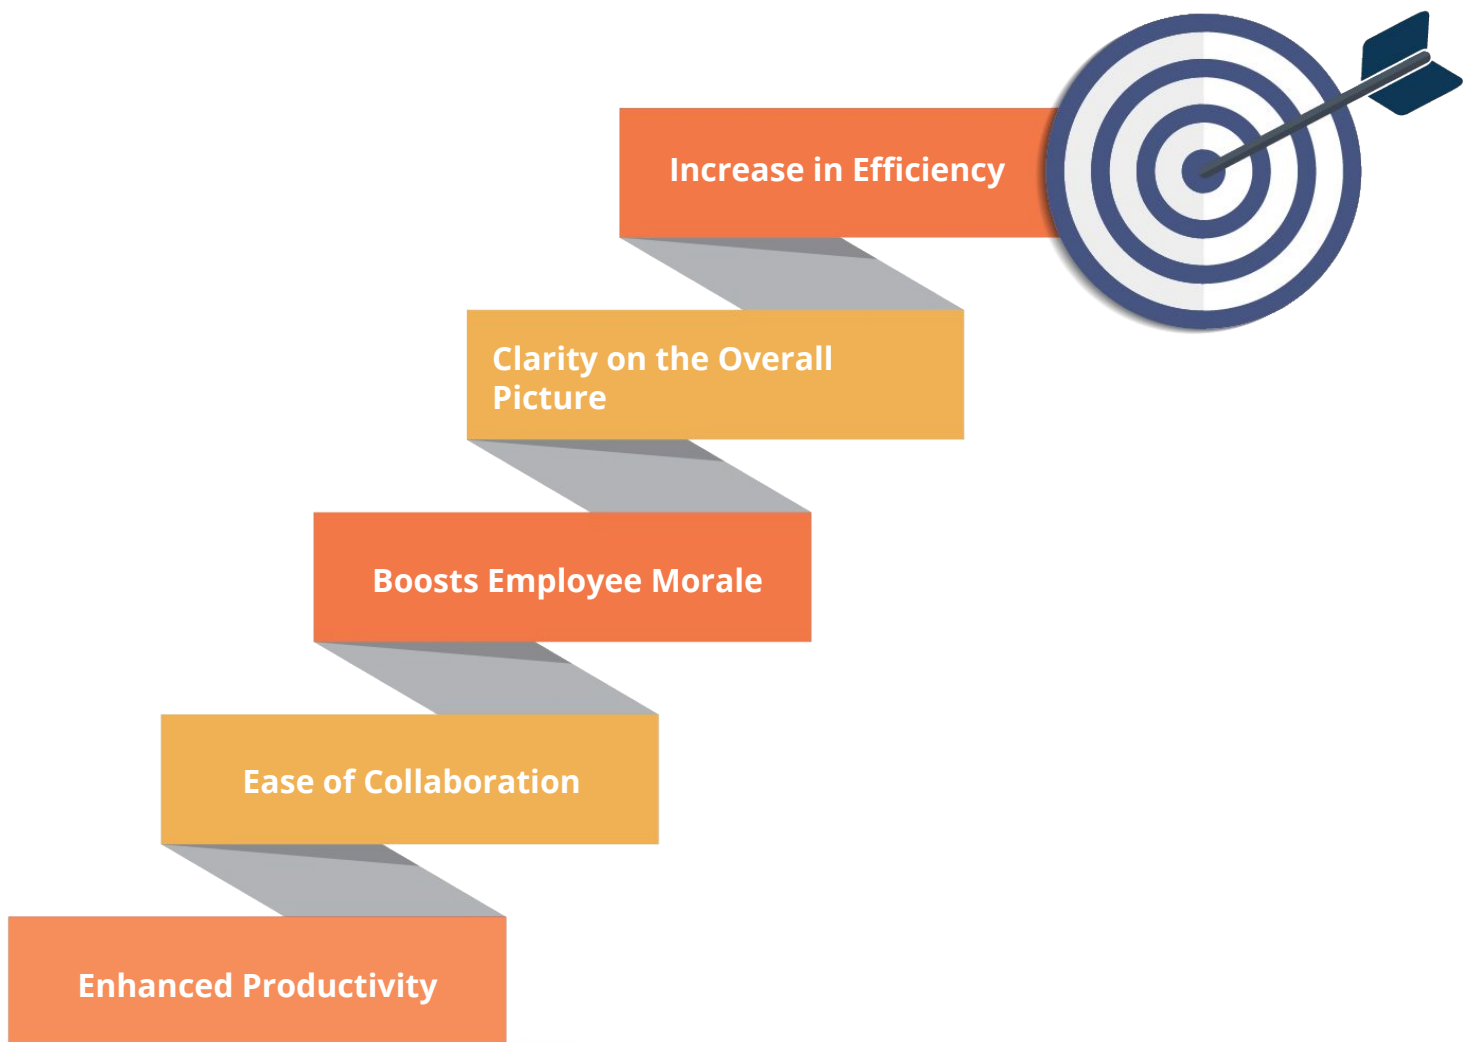 Increase in Efficiency
Clarity on the Overall
Picture
Boosts Employee Morale
Ease of Collaboration
Enhanced Productivity